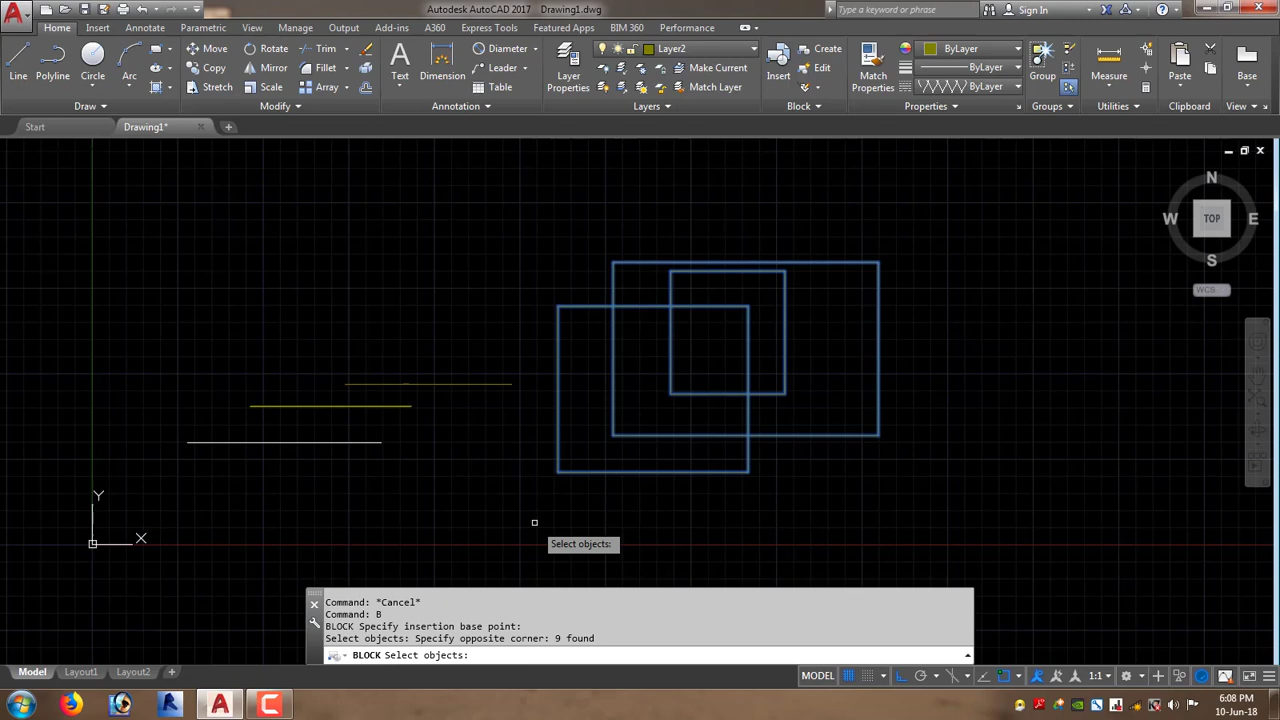 Autodesk AutoCAD 2017 Drawing1.dwg
Type a keyword or phrase
Sign In
Home Insert Annotate Parametric View Manage Output Add-ins A360 Express Tools Featured Apps BIM 360 Performance
Line Polyline Circle Arc
Move Rotate Trim
Copy Mirror Fillet
Stretch Scale Array
Text Dimension
Diameter
Leader
Table
Layer Properties
Layer2
Make Current
Match Layer
Insert
Create
Edit
Match Properties
ByLayer
ByLayer
ByLayer
Group
Measure
Paste
Base
Draw Modify Annotation Layers Block Properties Groups Utilities Clipboard View
Start Drawing1*
N
W TOP E
S
WCS
Y
X
Select objects:
Command: *Cancel*
Command: B
BLOCK Specify insertion base point:
Select objects: Specify opposite corner: 9 found
BLOCK Select objects:
Model Layout1 Layout2
MODEL
1:1
6:08 PM
10-Jun-18